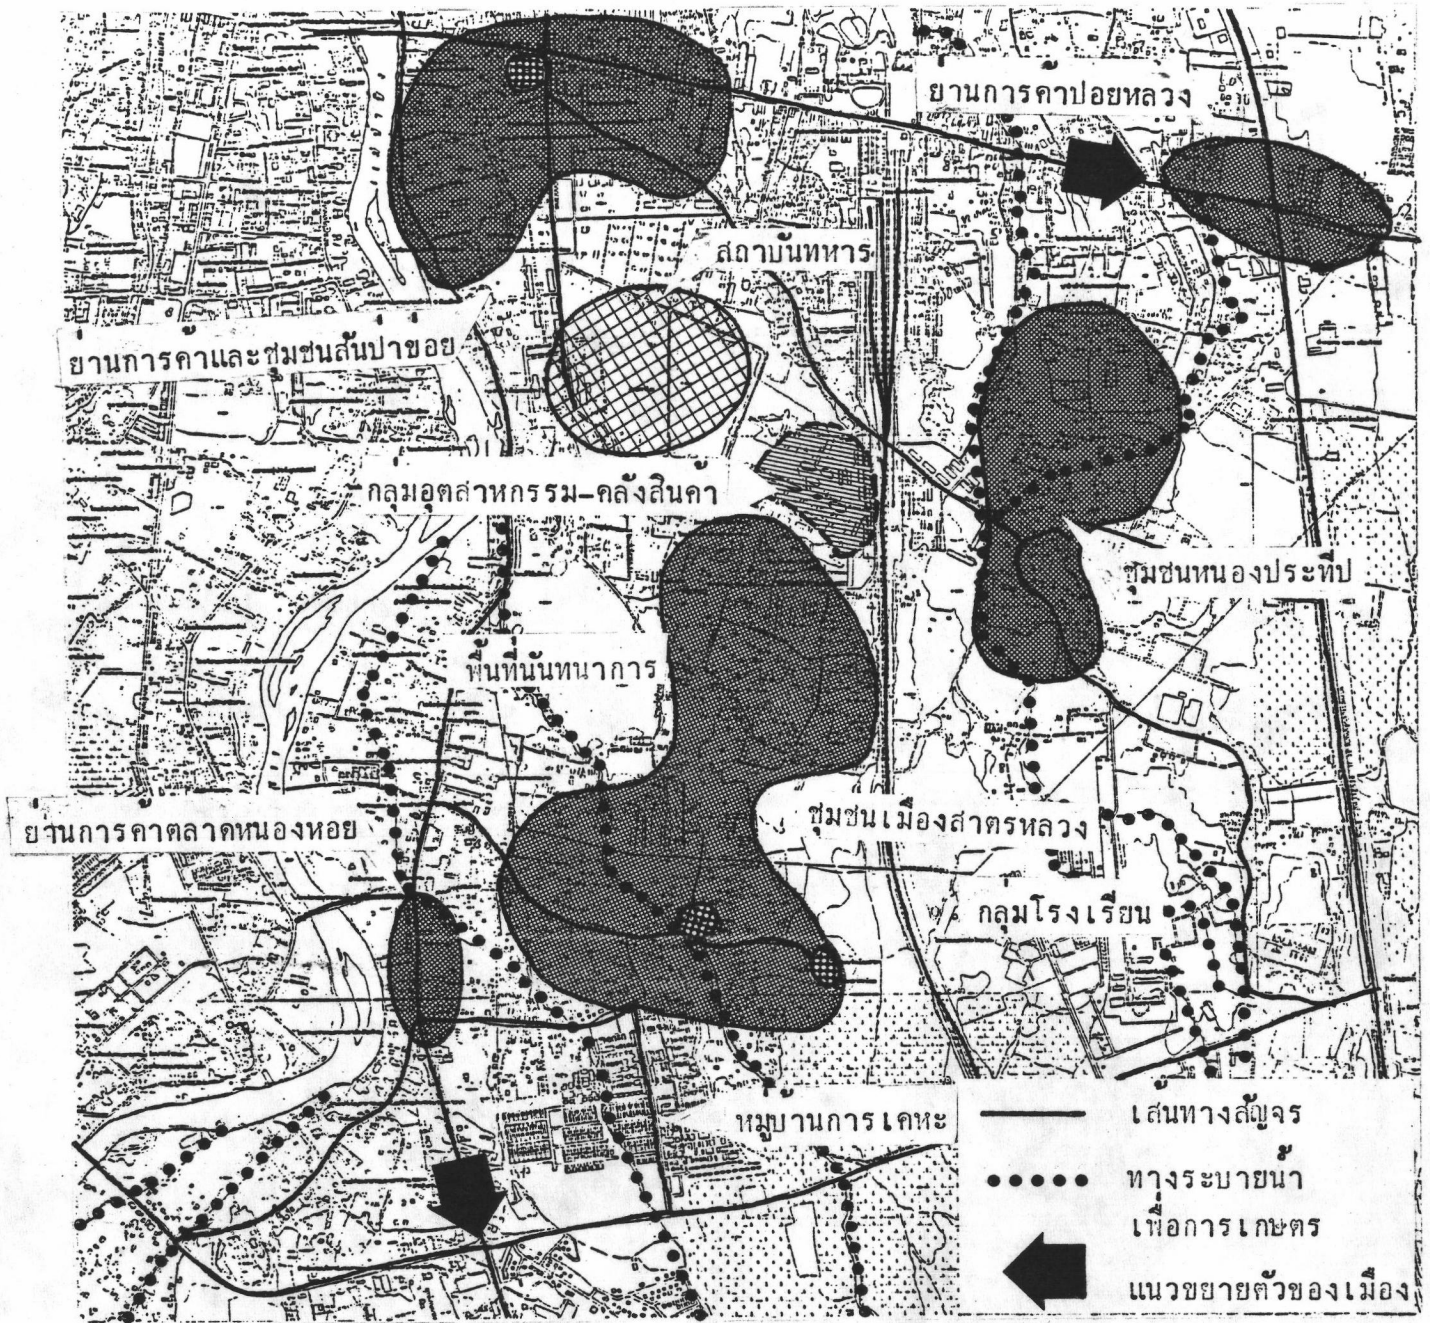 ย่านการค้าปอยหลวง
สถาบันทหาร
ย่านการค้าและชุมชนสันป่าข่อย
กลุ่มอุตสาหกรรม-คลังสินค้า
ชุมชนหนองประทีป
พื้นที่นันทนาการ
ย่านการค้าตลาดหนองหอย
ชุมชนเมืองสาตรหลวง
กลุ่มโรงเรียน
หมู่บ้านการเคหะ
เส้นทางสัญจร
ทางระบายน้ำ
เพื่อการเกษตร
แนวขยายตัวของเมือง